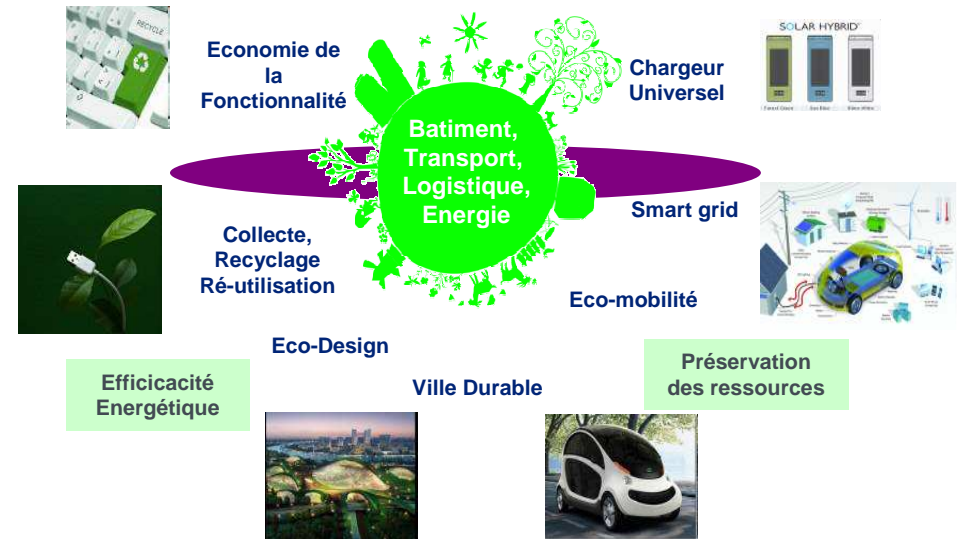 RECYCLE
Economie de
la
Fonctionnalité
SOLAR HYBRID
Chargeur
Universel
Batiment,
Transport,
Logistique,
Energie
Smart grid
Collecte,
Recyclage
Ré-utilisation
Eco-mobilité
Eco-Design
Préservation
des ressources
Efficicacité
Energétique
Ville Durable